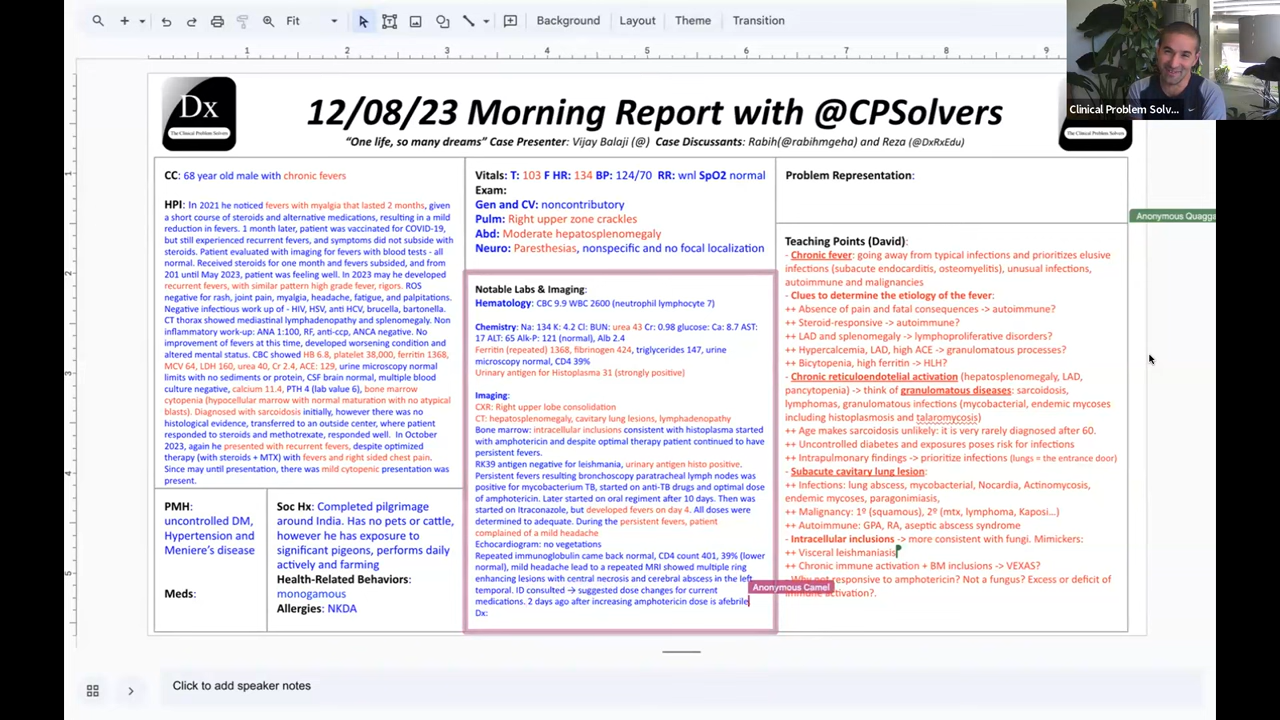 Fit
Background
Layout
Theme
Transition
1
2
3
4
5
6
7
8
9
Clinical Problem Solv...
Dx
The Clinical Problem Solvers
12/08/23 Morning Report with @CPSolvers
"One life, so many dreams" Case Presenter: Vijay Balaji (@) Case Discussants: Rabih(@rabihmgeha) and Reza (@DxRxEdu)
The Clinical Problem Solvers
CC: 68 year old male with chronic fevers
HPI: In 2021 he noticed fevers with myalgia that lasted 2 months, given
a short course of steroids and alternative medications, resulting in a mild
reduction in fevers. 1 month later, patient was vaccinated for COVID-19,
but still experienced recurrent fevers, and symptoms did not subside with
steroids. Patient evaluated with imaging for fevers with blood tests - all
normal. Received steroids for one month and fevers subsided, and from
201 until May 2023, patient was feeling well. In 2023 may he developed
recurrent fevers, with similar pattern high grade fever, rigors. ROS
negative for rash, joint pain, myalgia, headache, fatigue, and palpitations.
Negative infectious work up of - HIV, HSV, anti HCV, brucella, bartonella.
CT thorax showed mediastinal lymphadenopathy and splenomegaly. Non
inflammatory work-up: ANA 1:100, RF, anti-ccp, ANCA negative. No
improvement of fevers at this time, developed worsening condition and
altered mental status. CBC showed HB 6.8, platelet 38,000, ferritin 1368,
MCV 64, LDH 160, urea 40, Cr 2.4, ACE: 129, urine microscopy normal
limits with no sediments or protein, CSF brain normal, multiple blood
culture negative, calcium 11.4, PTH 4 (lab value 6), bone marrow
cytopenia (hypocellular marrow with normal maturation with no atypical
blasts). Diagnosed with sarcoidosis initially, however there was no
histological evidence, transferred to an outside center, where patient
responded to steroids and methotrexate, responded well. In October
2023, again he presented with recurrent fevers, despite optimized
therapy (with steroids + MTX) with fevers and right sided chest pain.
Since may until presentation, there was mild cytopenic presentation was
present.
PMH:
uncontrolled DM,
Hypertension and
Meniere's disease
Meds:
Soc Hx: Completed pilgrimage
around India. Has no pets or cattle,
however he has exposure to
significant pigeons, performs daily
actively and farming
Health-Related Behaviors:
monogamous
Allergies: NKDA
Vitals: T: 103 F HR: 134 BP: 124/70 RR: wnl SpO2 normal
Exam:
Gen and CV: noncontributory
Pulm: Right upper zone crackles
Abd: Moderate hepatosplenomegaly
Neuro: Paresthesias, nonspecific and no focal localization
Notable Labs & Imaging:
Hematology: CBC 9.9 WBC 2600 (neutrophil lymphocyte 7)
Chemistry: Na: 134 K: 4.2 Cl: BUN: urea 43 Cr: 0.98 glucose: Ca: 8.7 AST:
17 ALT: 65 Alk-P: 121 (normal), Alb 2.4
Ferritin (repeated) 1368, fibrinogen 424, triglycerides 147, urine
microscopy normal, CD4 39%
Urinary antigen for Histoplasma 31 (strongly positive)
Imaging:
CXR: Right upper lobe consolidation
CT: hepatosplenomegaly, cavitary lung lesions, lymphadenopathy
Bone marrow: intracellular inclusions consistent with histoplasma started
with amphotericin and despite optimal therapy patient continued to have
persistent fevers.
RK39 antigen negative for leishmania, urinary antigen histo positive.
Persistent fevers resulting bronchoscopy paratracheal lymph nodes was
positive for mycobacterium TB, started on anti-TB drugs and optimal dose
of amphotericin. Later started on oral regiment after 10 days. Then was
started on Itraconazole, but developed fevers on day 4. All doses were
determined to adequate. During the persistent fevers, patient
complained of a mild headache
Echocardiogram: no vegetations
Repeated immunoglobulin came back normal, CD4 count 401, 39% (lower
normal), mild headache lead to a repeated MRI showed multiple ring
enhancing lesions with central necrosis and cerebral abscess in the left
temporal. ID consulted → suggested dose changes for current
medications. 2 days ago after increasing amphotericin dose is afebrile
Dx:
Anonymous Camel
Problem Representation:
Anonymous Quagga
Teaching Points (David):
- Chronic fever: going away from typical infections and prioritizes elusive
infections (subacute endocarditis, osteomyelitis), unusual infections,
autoimmune and malignancies
- Clues to determine the etiology of the fever:
++ Absence of pain and fatal consequences -> autoimmune?
++ Steroid-responsive -> autoimmune?
++ LAD and splenomegaly -> lymphoproliferative disorders?
++ Hypercalcemia, LAD, high ACE -> granulomatous processes?
++ Bicytopenia, high ferritin -> HLH?
- Chronic reticuloendotelial activation (hepatosplenomegaly, LAD,
pancytopenia) -> think of granulomatous diseases: sarcoidosis,
lymphomas, granulomatous infections (mycobacterial, endemic mycoses
including histoplasmosis and talaromycosis)
++ Age makes sarcoidosis unlikely: it is very rarely diagnosed after 60.
++ Uncontrolled diabetes and exposures posis risk for infections
++ Intrapulmonary findings -> prioritize infections (lungs = the entrance door)
- Subacute cavitary lung lesion:
++ Infections: lung abscess, mycobacterial, Nocardia, Actinomycosis,
endemic mycoses, paragonimiasis,
++ Malignancy: 1º (squamous), 2º (mtx, lymphoma, Kaposi...)
++ Autoimmune: GPA, RA, aseptic abscess syndrome
- Intracellular inclusions -> more consistent with fungi. Mimickers:
++ Visceral leishmaniasis
++ Chronic immune activation + BM inclusions -> VEXAS?
- Why not responsive to amphotericin? Not a fungus? Excess or deficit of
immune activation?.
Click to add speaker notes